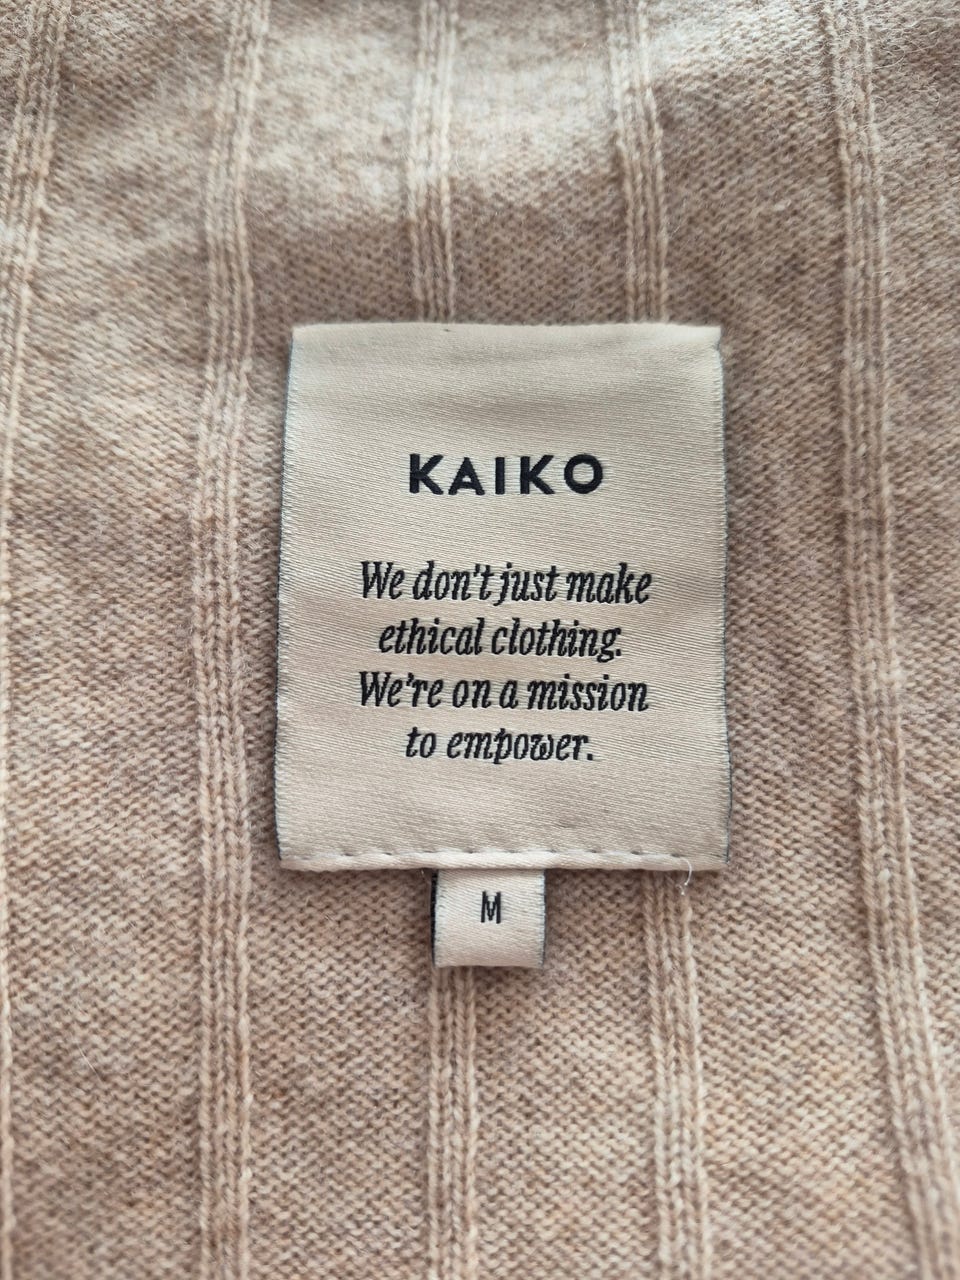 KAIKO
We don't just make
ethical clothing.
We're on a mission
to empower.
M